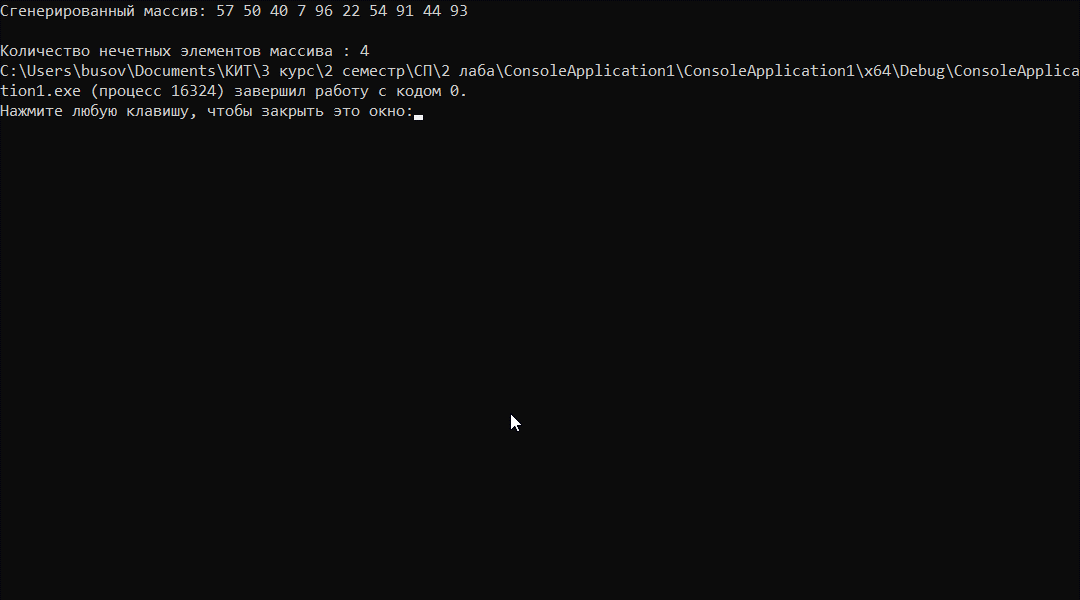 Сгенерированный массив: 57 50 40 7 96 22 54 91 44 93
Количество нечетных элементов массива : 4
C:\Users\busov\Documents\КИТ\3 курс\2 семестр\СП\2 лаба\ConsoleApplication1\ConsoleApplication1\x64\Debug\ConsoleApplica
tion1.exe (процесс 16324) завершил работу с кодом 0.
Нажмите любую клавишу, чтобы закрыть это окно: